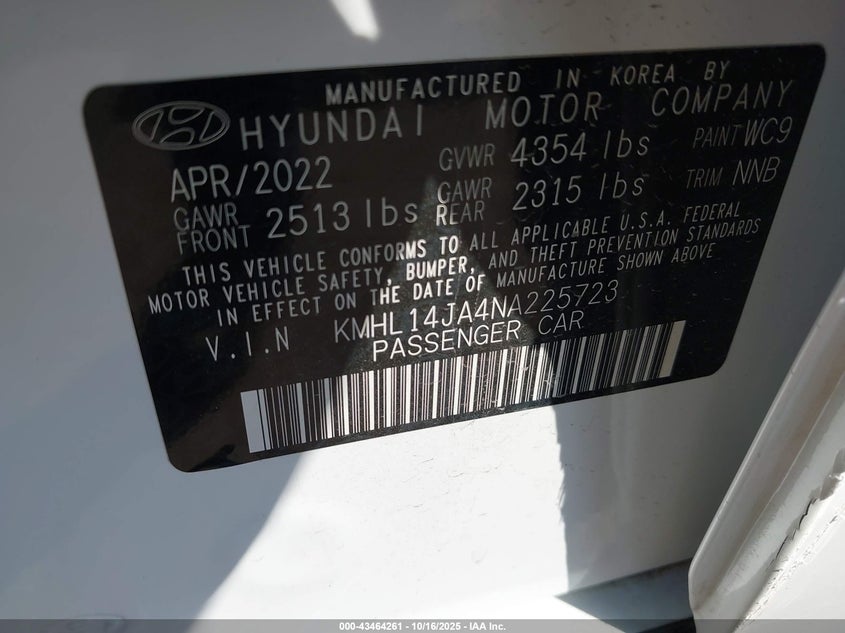 MANUFACTURED IN KOREA BY
HYUNDAI MOTOR COMPANY
APR/2022 GVWR 4354 lbs PAINT WC9
GAWR FRONT 2513 lbs GAWR REAR 2315 lbs TRIM NNB
THIS VEHICLE CONFORMS TO ALL APPLICABLE U.S.A. FEDERAL
MOTOR VEHICLE SAFETY, BUMPER, AND THEFT PREVENTION STANDARDS
IN EFFECT ON THE DATE OF MANUFACTURE SHOWN ABOVE
V.I.N KMHL14JA4NA225723
PASSENGER CAR
000-43464261 | 10/16/2025 - IAA Inc.